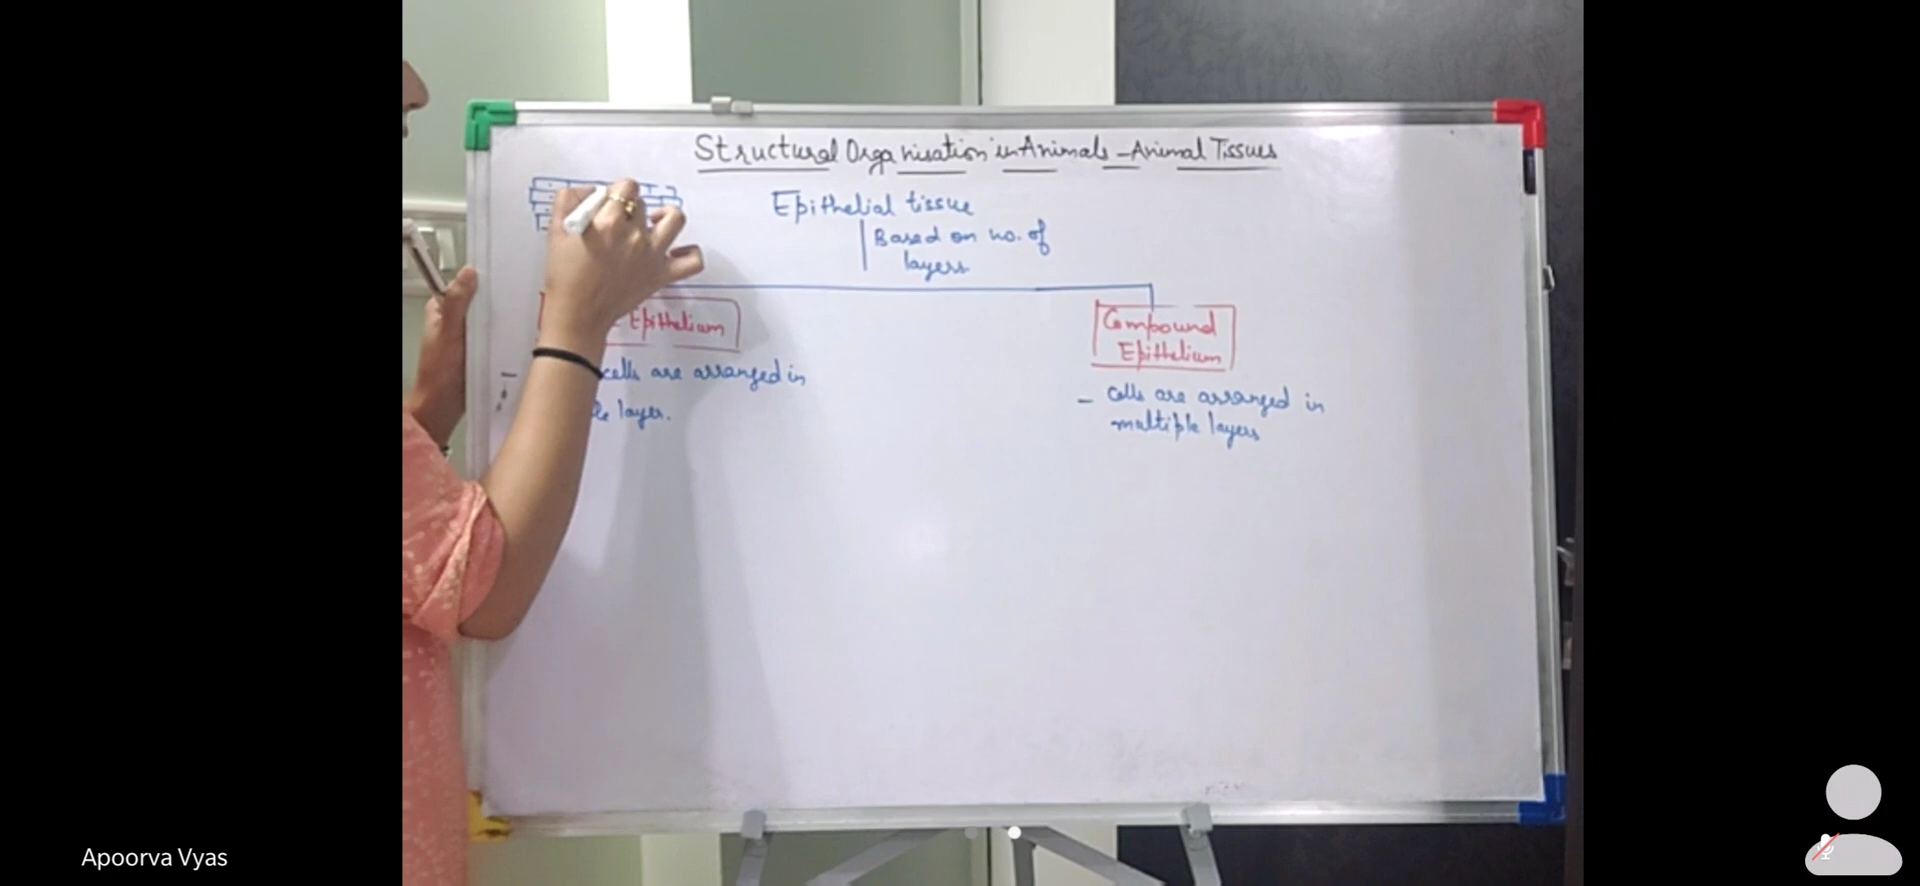 Structural Organisation in Animals - Animal Tissues
Epithelial tissue
Based on no. of
layers
Epithelium
Compound
Epithelium
cells are arranged in
layer.
- Cells are arranged in
multiple layers
Apoorva Vyas